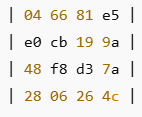 | 04 66 81 e5 |
| e0 cb 19 9a |
| 48 f8 d3 7a |
| 28 06 26 4c |